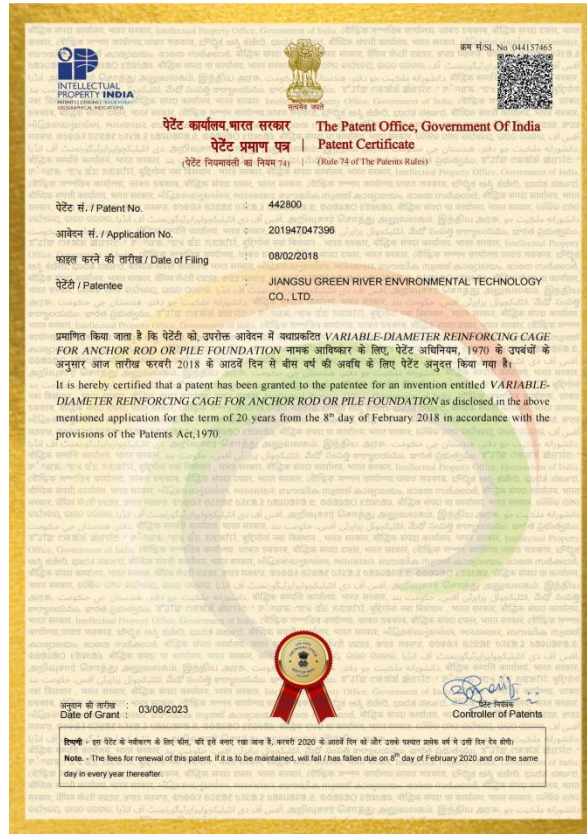 क्रम सं/SL No :044157465
INTELLECTUAL
PROPERTY INDIA
PATENTS | DESIGNS | TRADE MARKS
GEOGRAPHICAL INDICATIONS
सत्यमेव जयते
पेटेंट कार्यालय,भारत सरकार The Patent Office, Government Of India
पेटेंट प्रमाण पत्र | Patent Certificate
(पेटेंट नियमावली का नियम 74) (Rule 74 of The Patents Rules)
पेटेंट सं. / Patent No. : 442800
आवेदन सं. / Application No. : 201947047396
फाइल करने की तारीख / Date of Filing : 08/02/2018
पेटेंटी / Patentee : JIANGSU GREEN RIVER ENVIRONMENTAL TECHNOLOGY
CO., LTD.
प्रमाणित किया जाता है कि पेटेंटी को, उपरोक्त आवेदन में यथाप्रकटित VARIABLE-DIAMETER REINFORCING CAGE
FOR ANCHOR ROD OR PILE FOUNDATION नामक आविष्कार के लिए, पेटेंट अधिनियम, 1970 के उपबंधों के
अनुसार आज तारीख फरवरी 2018 के आठवें दिन से बीस वर्ष की अवधि के लिए पेटेंट अनुदत्त किया गया है।
It is hereby certified that a patent has been granted to the patentee for an invention entitled VARIABLE-
DIAMETER REINFORCING CAGE FOR ANCHOR ROD OR PILE FOUNDATION as disclosed in the above
mentioned application for the term of 20 years from the 8th day of February 2018 in accordance with the
provisions of the Patents Act,1970.
अनुदान की तारीख :
Date of Grant : 03/08/2023
पेटेंट नियंत्रक
Controller of Patents
टिप्पणी - इस पेटेंट के नवीकरण के लिए फीस, यदि इसे बनाए रखा जाना है, फरवरी 2020 के आठवें दिन को और उसके पश्चात प्रत्येक वर्ष मे उसी दिन देय होगी।
Note. - The fees for renewal of this patent, if it is to be maintained, will fall / has fallen due on 8th day of February 2020 and on the same
day in every year thereafter.